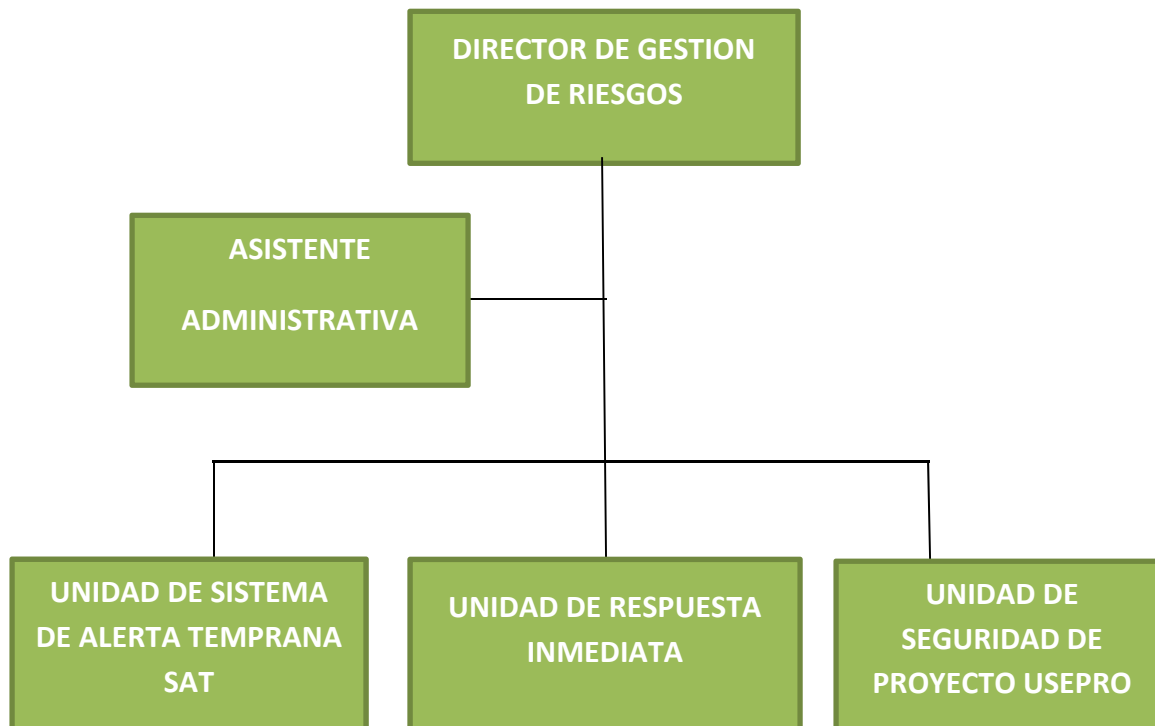 DIRECTOR DE GESTION
DE RIESGOS
ASISTENTE
ADMINISTRATIVA
UNIDAD DE SISTEMA
DE ALERTA TEMPRANA
SAT
UNIDAD DE RESPUESTA
INMEDIATA
UNIDAD DE
SEGURIDAD DE
PROYECTO USEPRO